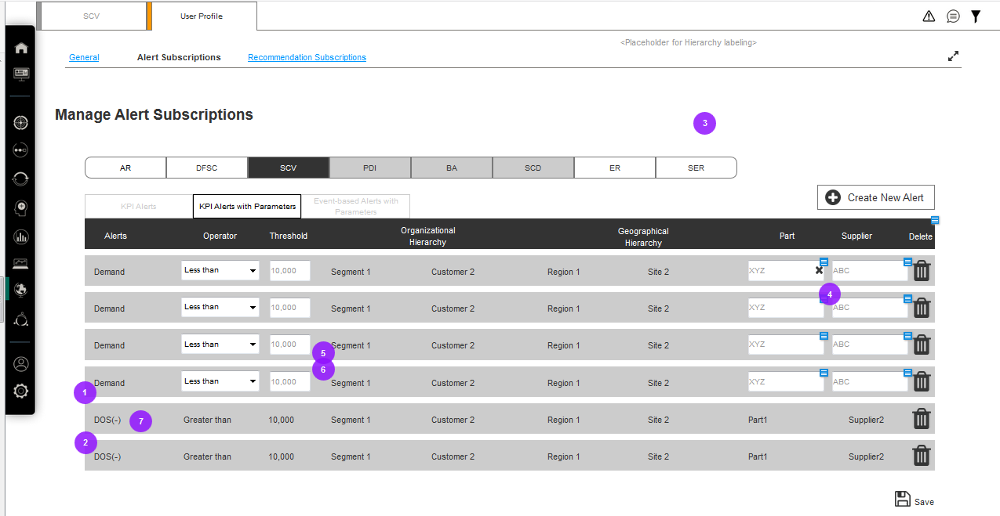 SCV
User Profile
<Placeholder for Hierarchy labeling>
General
Alert Subscriptions
Recommendation Subscriptions
Manage Alert Subscriptions
3
AR
DFSC
SCV
PDI
BA
SCD
ER
SER
Create New Alert
KPI Alerts
KPI Alerts with Parameters
Event-based Alerts with
Parameters
Alerts
Operator
Threshold
Organizational
Hierarchy
Geographical
Hierarchy
Part
Supplier
Delete
Demand
Less than
10,000
Segment 1
Customer 2
Region 1
Site 2
XYZ
ABC
4
Demand
Less than
10,000
Segment 1
Customer 2
Region 1
Site 2
XYZ
ABC
Demand
Less than
10,000
5
Segment 1
Customer 2
Region 1
Site 2
XYZ
ABC
6
Demand
Less than
10,000
Segment 1
Customer 2
Region 1
Site 2
XYZ
ABC
1
DOS(-)
7
Greater than
10,000
Segment 1
Customer 2
Region 1
Site 2
Part1
Supplier2
2
DOS(-)
Greater than
10,000
Segment 1
Customer 2
Region 1
Site 2
Part1
Supplier2
Save